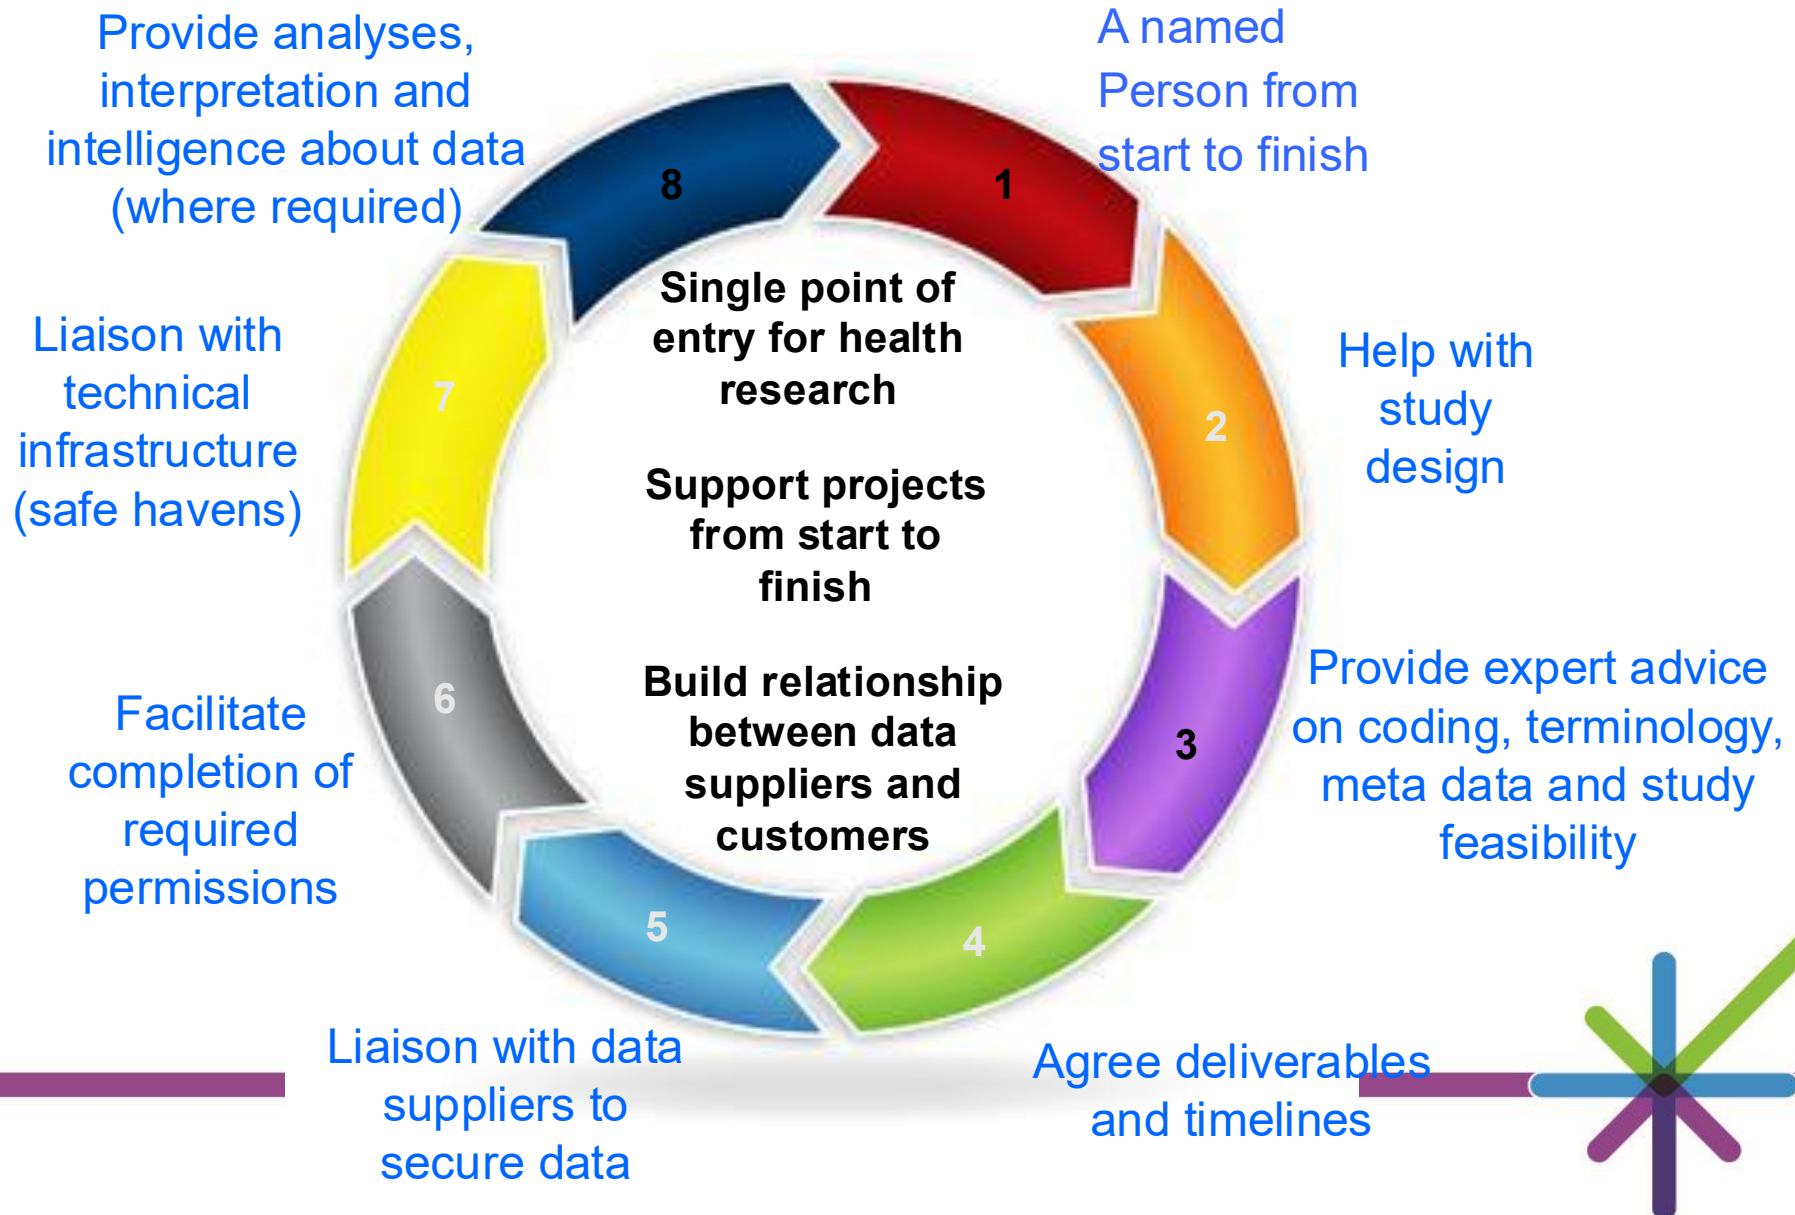 A named
Person from
start to finish
1
Help with
study
design
2
Provide expert advice
on coding, terminology,
meta data and study
feasibility
3
Agree deliverables
and timelines
4
Liaison with data
suppliers to
secure data
5
Facilitate
completion of
required
permissions
6
Liaison with
technical
infrastructure
(safe havens)
7
Provide analyses,
interpretation and
intelligence about data
(where required)
8
Single point of
entry for health
research
Support projects
from start to
finish
Build relationship
between data
suppliers and
customers